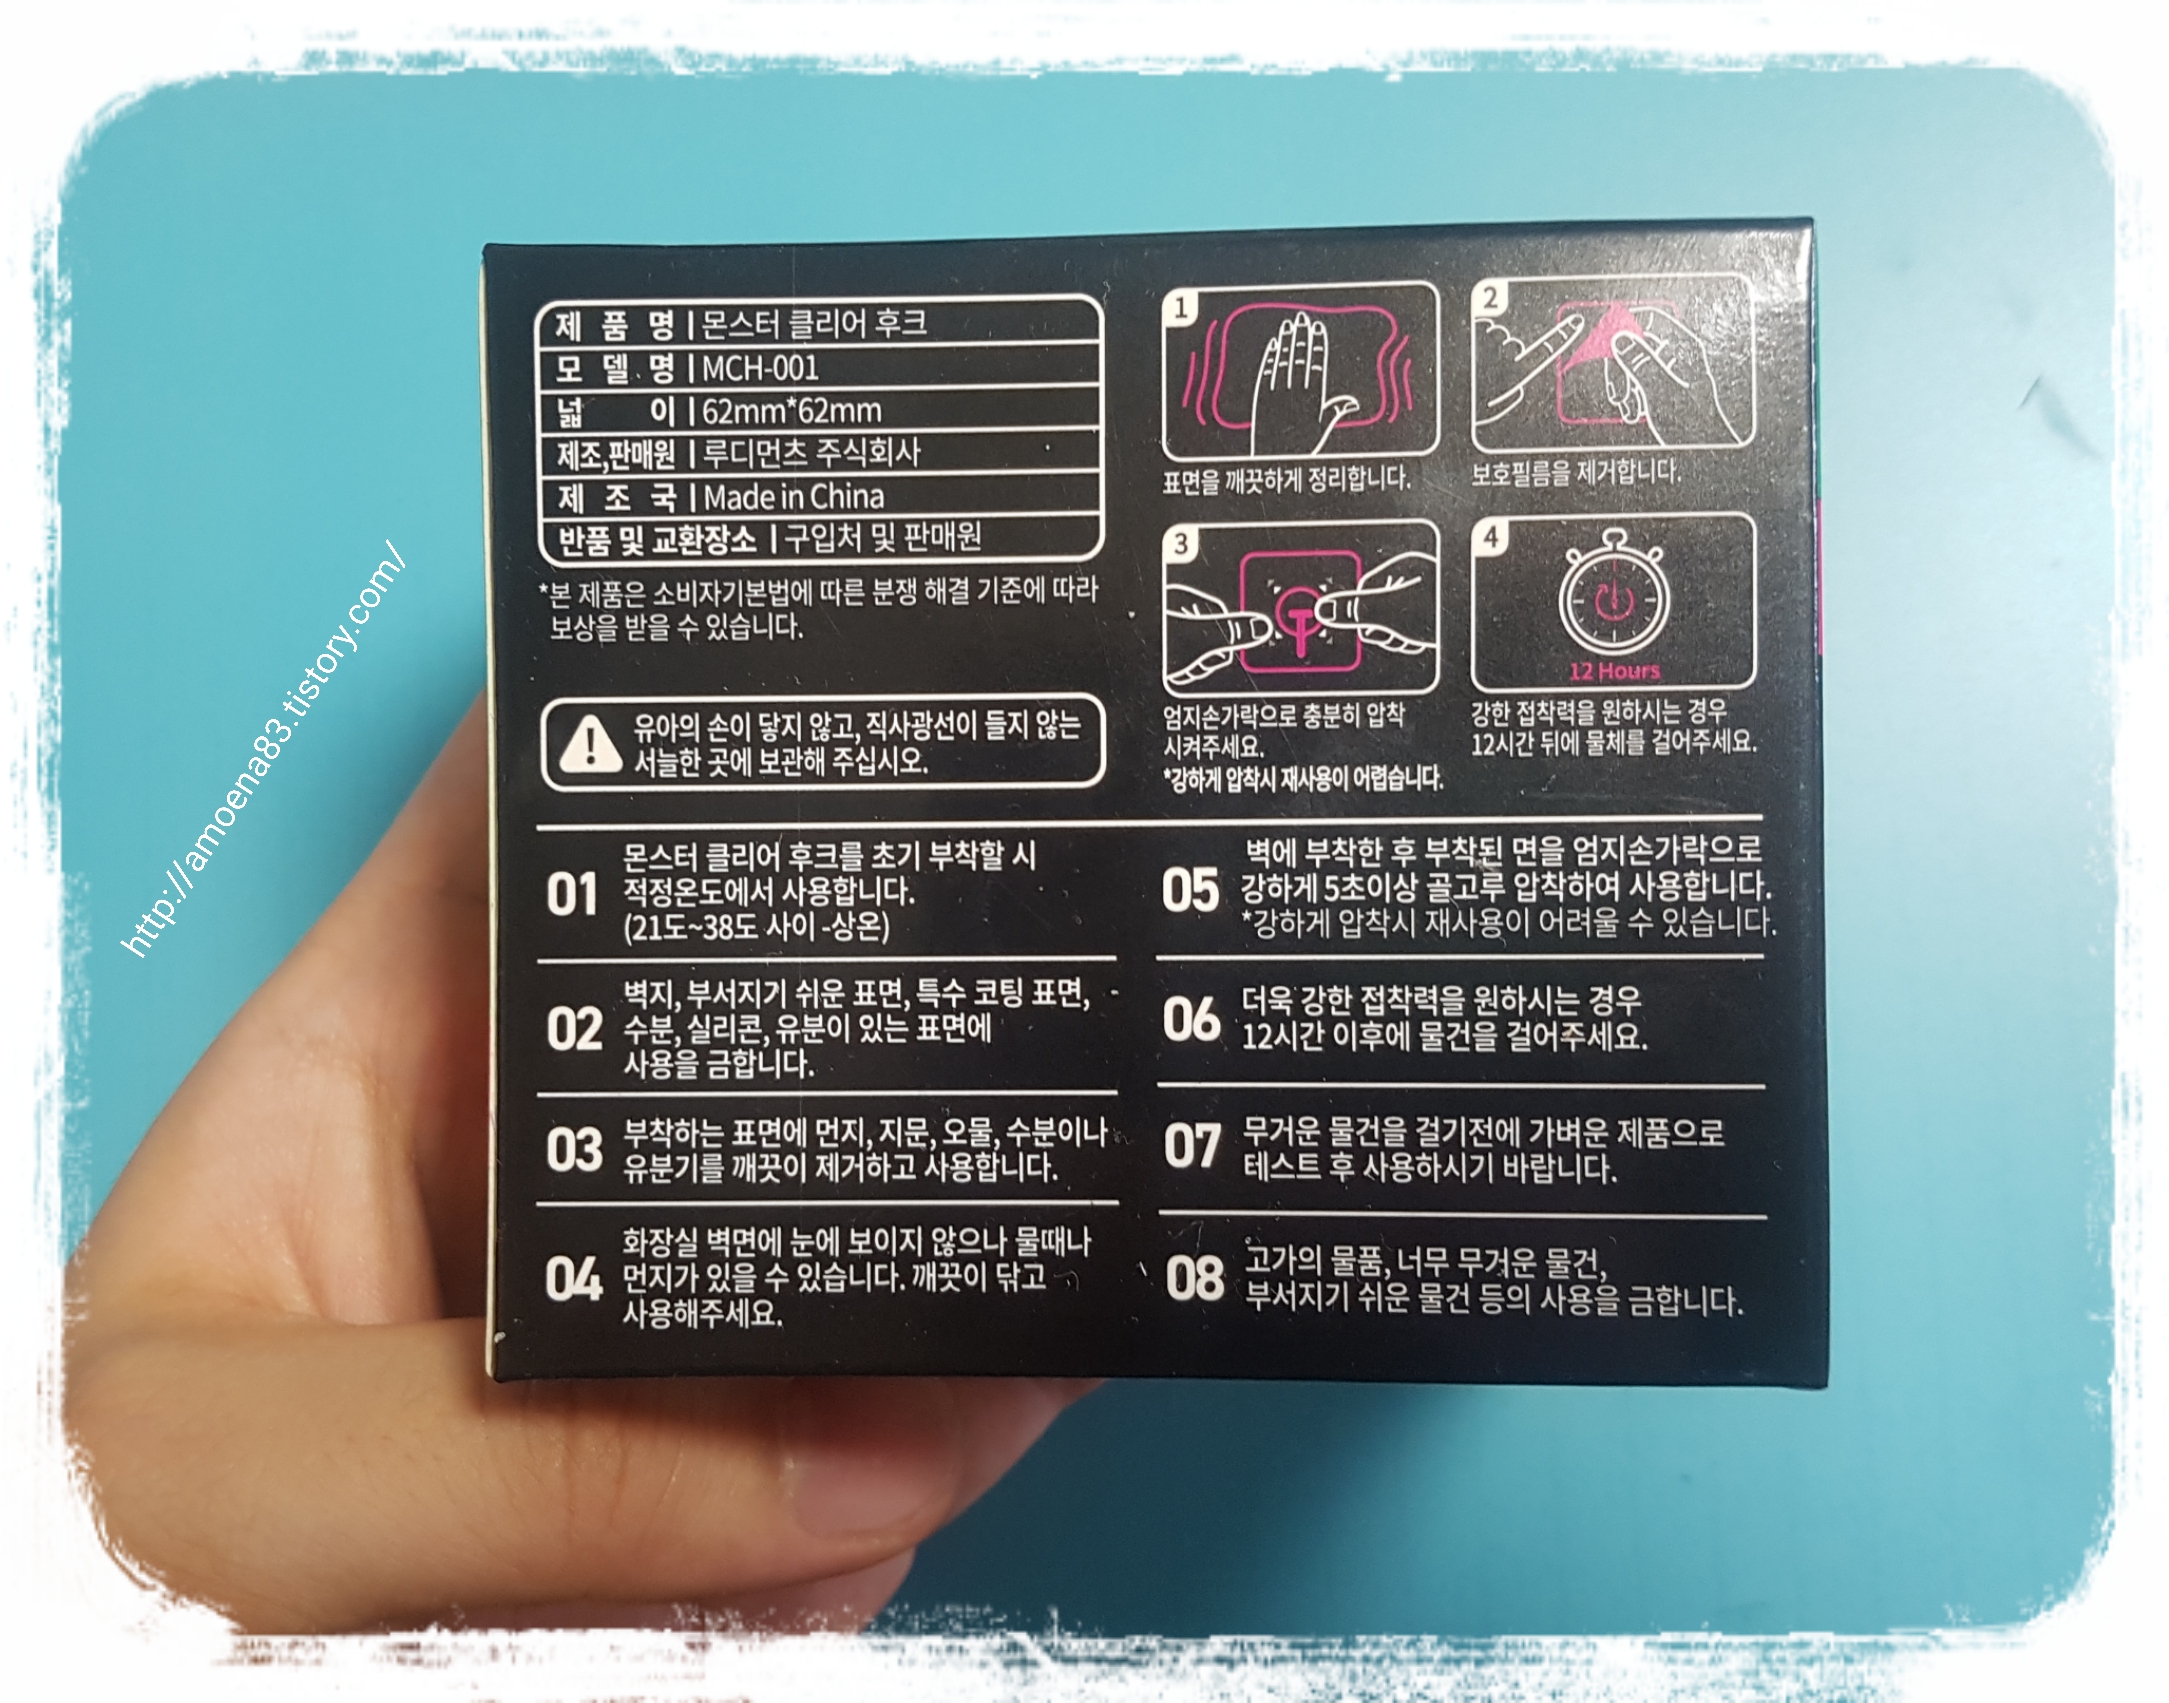 제 품 명 | 몬스터 클리어 후크
모 델 명 | MCH-001
넓 이 | 62mm*62mm
제조,판매원 | 루디먼츠 주식회사
제 조 국 | Made in China
반품 및 교환장소 | 구입처 및 판매원
*본 제품은 소비자기본법에 따른 분쟁 해결 기준에 따라
보상을 받을 수 있습니다.
유아의 손이 닿지 않고, 직사광선이 들지 않는
서늘한 곳에 보관해 주십시오.
1
표면을 깨끗하게 정리합니다.
2
보호필름을 제거합니다.
3
엄지손가락으로 충분히 압착
시켜주세요.
*강하게 압착시 재사용이 어렵습니다.
4
12 Hours
강한 접착력을 원하시는 경우
12시간 뒤에 물체를 걸어주세요.
01
몬스터 클리어 후크를 초기 부착할 시
적정온도에서 사용합니다.
(21도~38도 사이 -상온)
02
벽지, 부서지기 쉬운 표면, 특수 코팅 표면,
수분, 실리콘, 유분이 있는 표면에
사용을 금합니다.
03
부착하는 표면에 먼지, 지문, 오물, 수분이나
유분기를 깨끗이 제거하고 사용합니다.
04
화장실 벽면에 눈에 보이지 않으나 물때나
먼지가 있을 수 있습니다. 깨끗이 닦고
사용해주세요.
05
벽에 부착한 후 부착된 면을 엄지손가락으로
강하게 5초이상 골고루 압착하여 사용합니다.
*강하게 압착시 재사용이 어려울 수 있습니다.
06
더욱 강한 접착력을 원하시는 경우
12시간 이후에 물건을 걸어주세요.
07
무거운 물건을 걸기전에 가벼운 제품으로
테스트 후 사용하시기 바랍니다.
08
고가의 물품, 너무 무거운 물건,
부서지기 쉬운 물건 등의 사용을 금합니다.
http://amoena83.tistory.com/